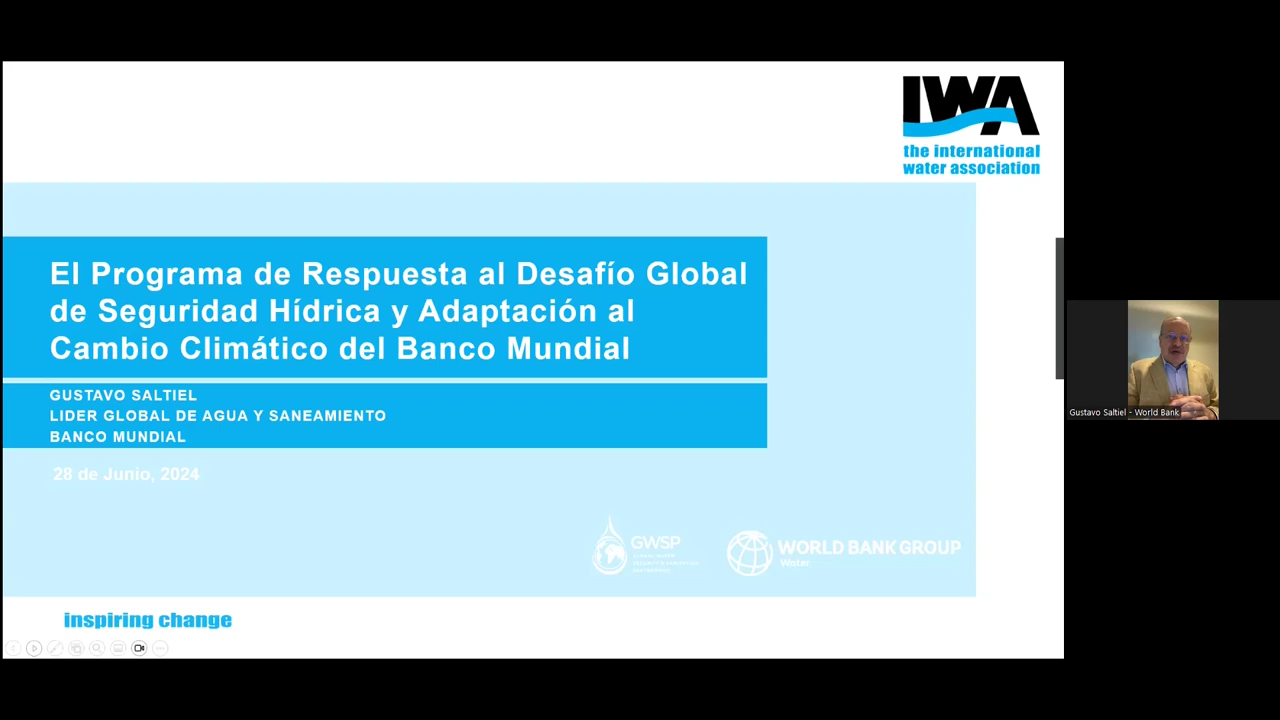 IWA
the international
water association
El Programa de Respuesta al Desafío Global
de Seguridad Hídrica y Adaptación al
Cambio Climático del Banco Mundial
GUSTAVO SALTIEL
LIDER GLOBAL DE AGUA Y SANEAMIENTO
BANCO MUNDIAL
28 de Junio, 2024
GWSP
WORLD BANK GROUP
Water
inspiring change
Gustavo Saltiel - World Bank